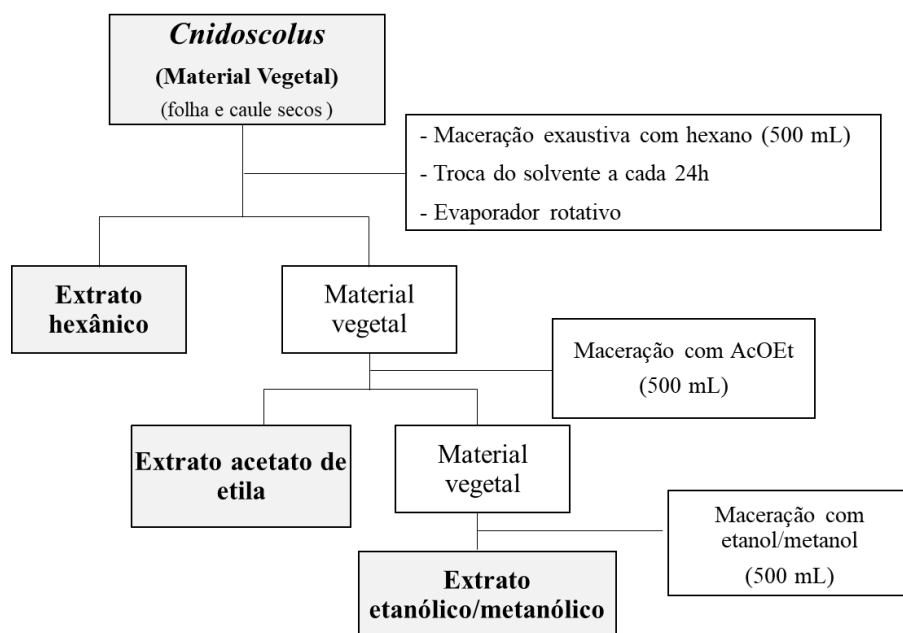 Cnidoscolus
(Material Vegetal)
(folha e caule secos )
- Maceração exaustiva com hexano (500 mL)
- Troca do solvente a cada 24h
- Evaporador rotativo
Extrato
hexânico
Material
vegetal
Maceração com AcOEt
(500 mL)
Extrato acetato de
etila
Material
vegetal
Maceração com
etanol/metanol
(500 mL)
Extrato
etanólico/metanólico